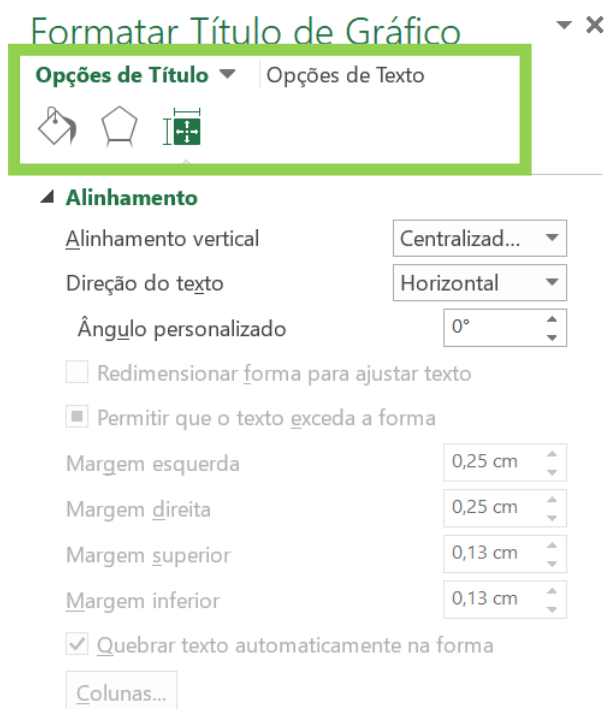 Formatar Título de Gráfico
Opções de Título Opções de Texto
Alinhamento
Alinhamento vertical Centralizad...
Direção do texto Horizontal
Ângulo personalizado 0°
Redimensionar forma para ajustar texto
Permitir que o texto exceda a forma
Margem esquerda 0,25 cm
Margem direita 0,25 cm
Margem superior 0,13 cm
Margem inferior 0,13 cm
Quebrar texto automaticamente na forma
Colunas...